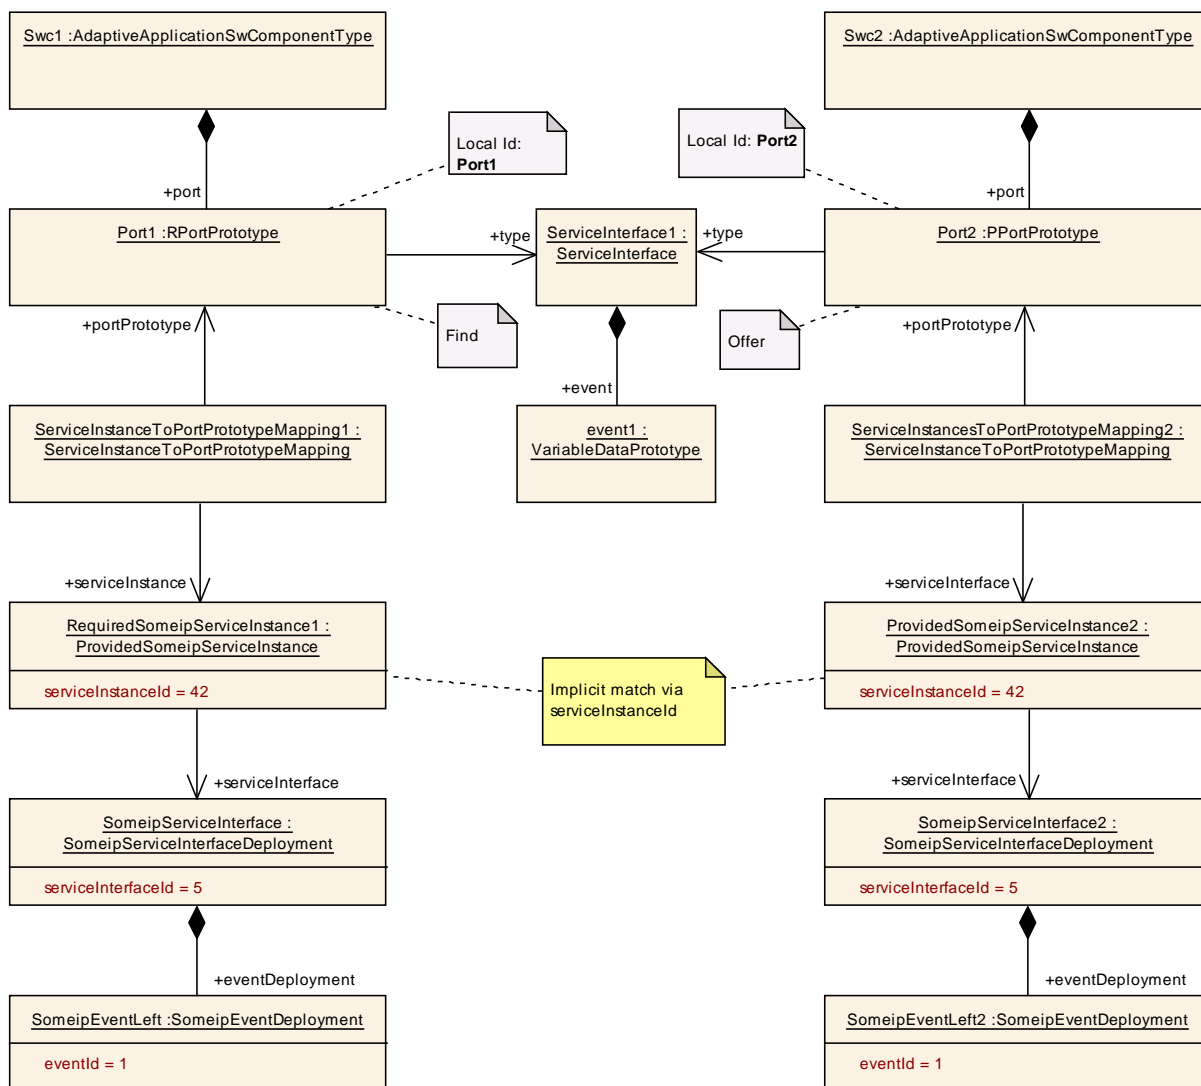 Swc1 :AdaptiveApplicationSwComponentType
Swc2 :AdaptiveApplicationSwComponentType
Local Id:
Port1
Local Id: Port2
+port
+port
Port1 :RPortPrototype
+type
ServiceInterface1 :
ServiceInterface
+type
Port2 :PPortPrototype
+portPrototype
Find
Offer
+portPrototype
+event
ServiceInstanceToPortPrototypeMapping1 :
ServiceInstanceToPortPrototypeMapping
event1 :
VariableDataPrototype
ServiceInstancesToPortPrototypeMapping2 :
ServiceInstanceToPortPrototypeMapping
+serviceInstance
+serviceInterface
RequiredSomeipServiceInstance1 :
ProvidedSomeipServiceInstance
serviceInstanceId = 42
Implicit match via
serviceInstanceId
ProvidedSomeipServiceInstance2 :
ProvidedSomeipServiceInstance
serviceInstanceId = 42
+serviceInterface
+serviceInterface
SomeipServiceInterface :
SomeipServiceInterfaceDeployment
serviceInterfaceId = 5
SomeipServiceInterface2 :
SomeipServiceInterfaceDeployment
serviceInterfaceId = 5
+eventDeployment
+eventDeployment
SomeipEventLeft :SomeipEventDeployment
eventId = 1
SomeipEventLeft2 :SomeipEventDeployment
eventId = 1